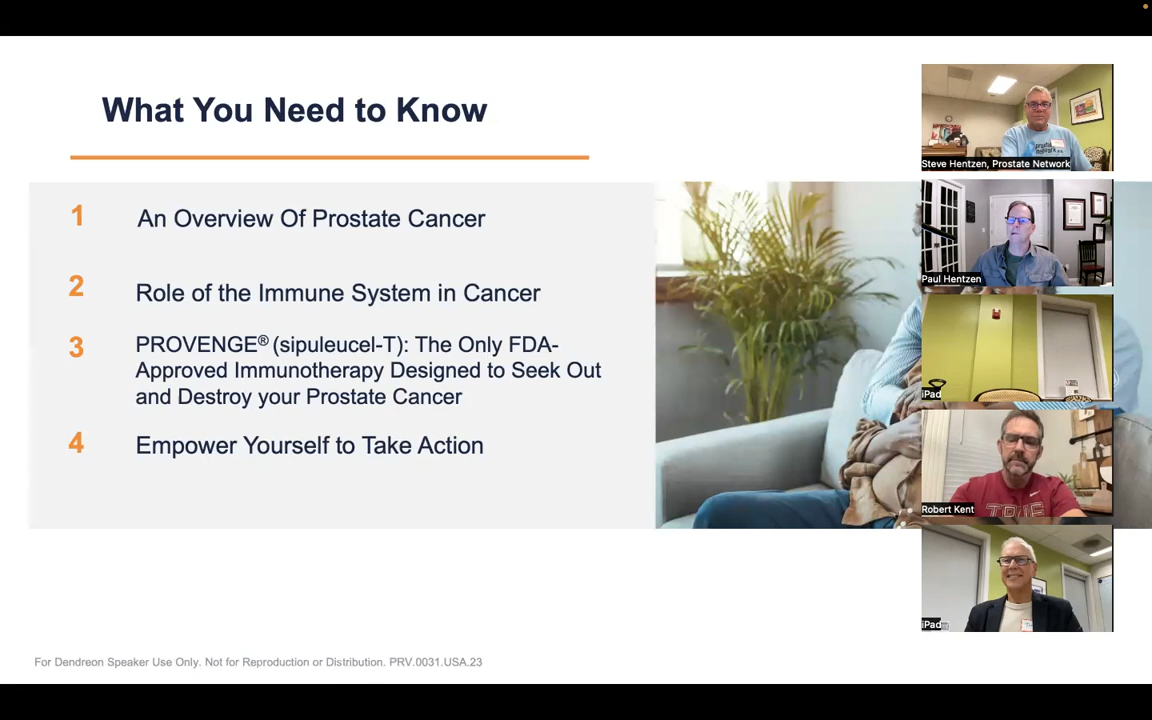 What You Need to Know
1
An Overview Of Prostate Cancer
2
Role of the Immune System in Cancer
3
PROVENGE® (sipuleucel-T): The Only FDA-
Approved Immunotherapy Designed to Seek Out
and Destroy your Prostate Cancer
4
Empower Yourself to Take Action
For Dendreon Speaker Use Only. Not for Reproduction or Distribution. PRV.0031.USA.23
prostate
network
Steve Hentzen, Prostate Network
Paul Hentzen
iPad
TRUE
Robert Kent
iPad